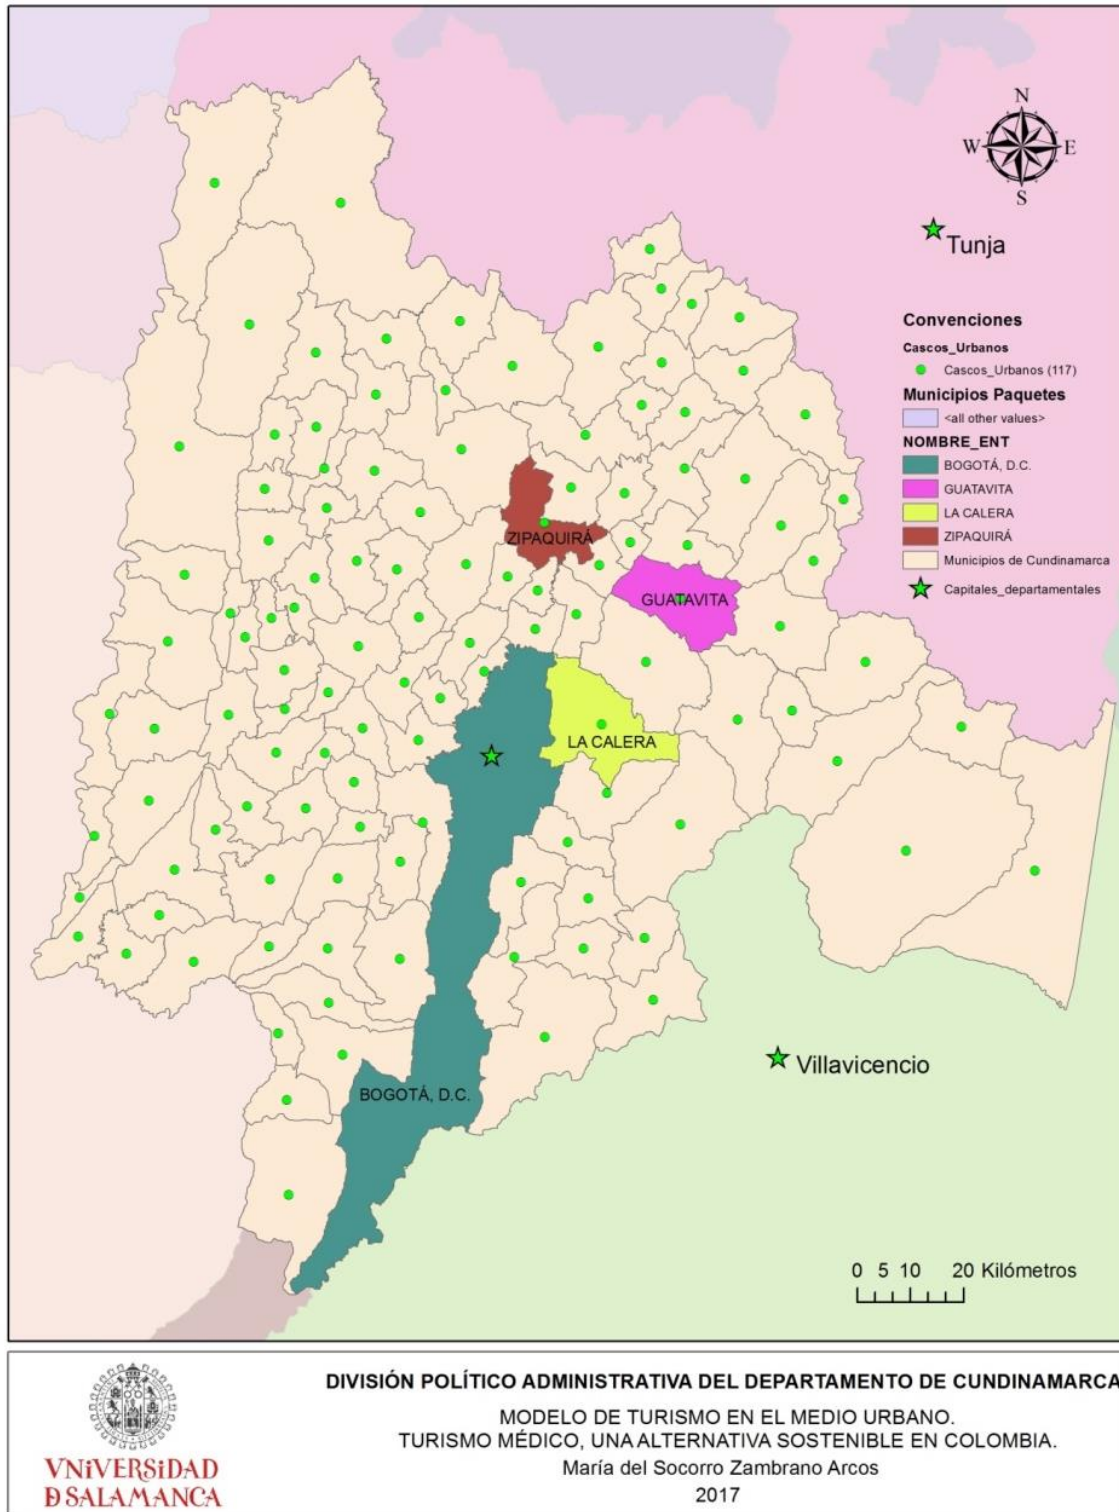 N
W E
S
Tunja
Convenciones
Cascos_Urbanos
Cascos_Urbanos (117)
Municipios Paquetes
<all other values>
NOMBRE_ENT
BOGOTÁ, D.C.
GUATAVITA
LA CALERA
ZIPAQUIRÁ
Municipios de Cundinamarca
Capitales_departamentales
ZIPAQUIRÁ
GUATAVITA
LA CALERA
Villavicencio
BOGOTÁ, D.C.
0 5 10 20 Kilómetros
DIVISIÓN POLÍTICO ADMINISTRATIVA DEL DEPARTAMENTO DE CUNDINAMARCA
MODELO DE TURISMO EN EL MEDIO URBANO.
TURISMO MÉDICO, UNA ALTERNATIVA SOSTENIBLE EN COLOMBIA.
María del Socorro Zambrano Arcos
2017
VNiVERSiDAD
D SALAMANCA